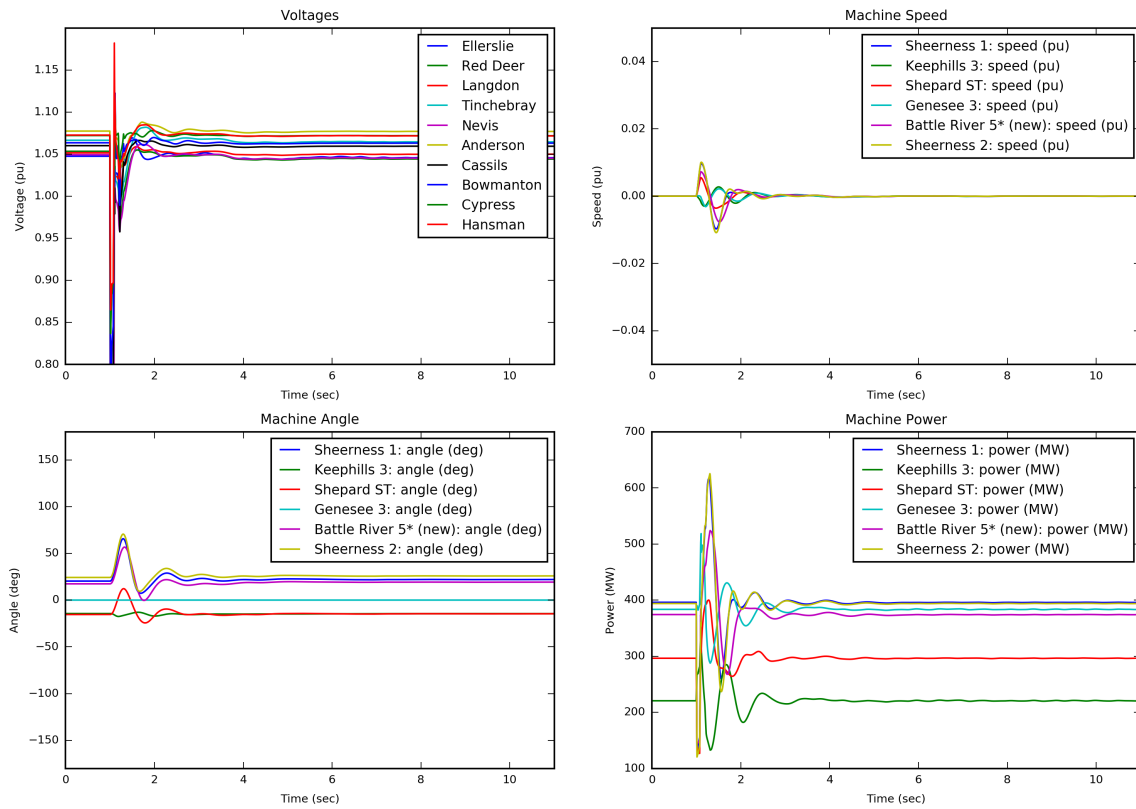 Voltages
Voltage (pu)
1.15
1.10
1.05
1.00
0.95
0.90
0.85
0.80
0 2 4 6 8 10
Time (sec)
Ellerslie
Red Deer
Langdon
Tinchebray
Nevis
Anderson
Cassils
Bowmanton
Cypress
Hansman
Machine Speed
Speed (pu)
0.04
0.02
0.00
−0.02
−0.04
0 2 4 6 8 10
Time (sec)
Sheerness 1: speed (pu)
Keephills 3: speed (pu)
Shepard ST: speed (pu)
Genesee 3: speed (pu)
Battle River 5* (new): speed (pu)
Sheerness 2: speed (pu)
Machine Angle
Angle (deg)
150
100
50
0
−50
−100
−150
0 2 4 6 8 10
Time (sec)
Sheerness 1: angle (deg)
Keephills 3: angle (deg)
Shepard ST: angle (deg)
Genesee 3: angle (deg)
Battle River 5* (new): angle (deg)
Sheerness 2: angle (deg)
Machine Power
Power (MW)
700
600
500
400
300
200
100
0 2 4 6 8 10
Time (sec)
Sheerness 1: power (MW)
Keephills 3: power (MW)
Shepard ST: power (MW)
Genesee 3: power (MW)
Battle River 5* (new): power (MW)
Sheerness 2: power (MW)